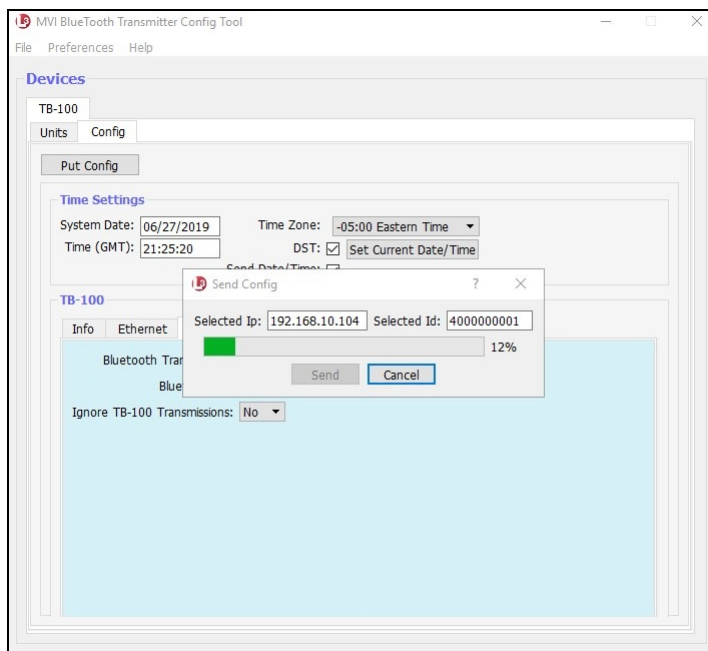 MVI BlueTooth Transmitter Config Tool
File Preferences Help
Devices
TB-100
Units Config
Put Config
Time Settings
System Date: 06/27/2019 Time Zone: -05:00 Eastern Time
Time (GMT): 21:25:20 DST: Set Current Date/Time
Send Date/Time:
Send Config ? 
TB-100
Selected Ip: 192.168.10.104 Selected Id: 4000000001
Info Ethernet
12%
Bluetooth Tran
Send Cancel
Blue
Ignore TB-100 Transmissions: No